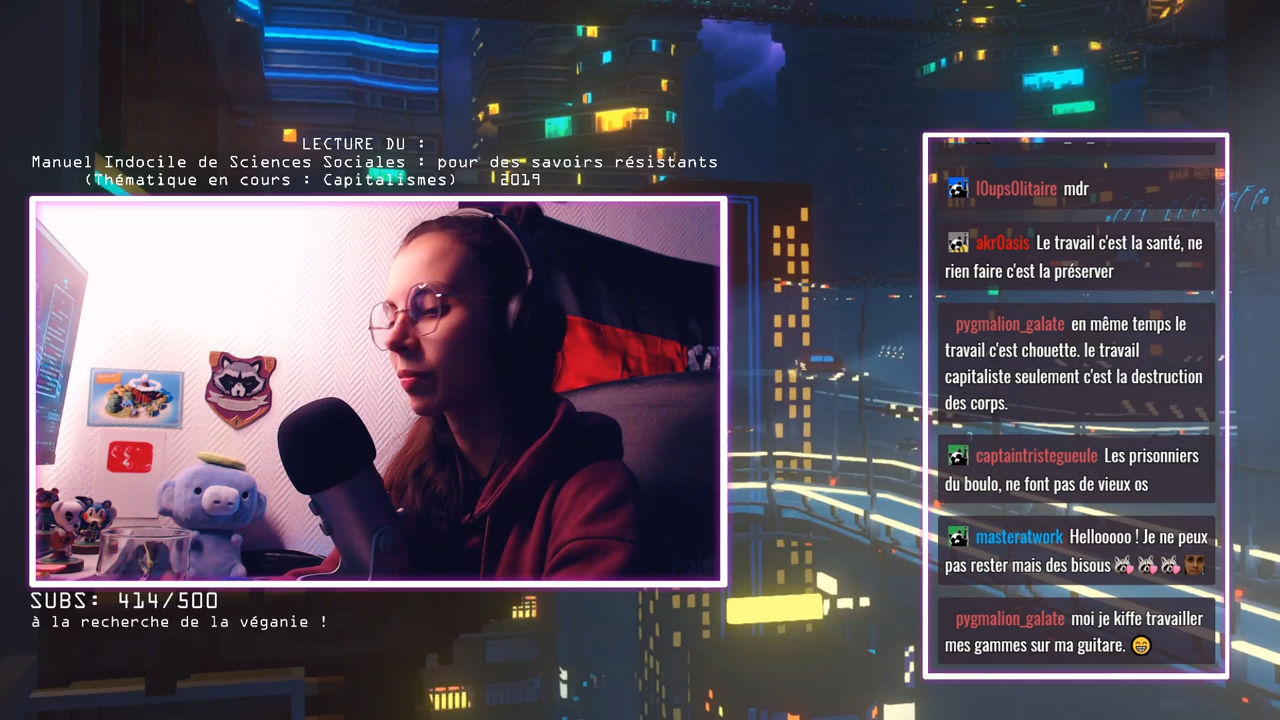 LECTURE DU :
Manuel Indocile de Sciences Sociales : pour des savoirs résistants
(Thématique en cours : Capitalismes) 2019
SUBS: 414/500
à la recherche de la véganie !
l0ups0litaire mdr
akr0asis Le travail c'est la santé, ne
rien faire c'est la préserver
pygmalion_galate en même temps le
travail c'est chouette. le travail
capitaliste seulement c'est la destruction
des corps.
captaintristegueule Les prisonniers
du boulo, ne font pas de vieux os
masteratwork Hellooooo ! Je ne peux
pas rester mais des bisous
pygmalion_galate moi je kiffe travailler
mes gammes sur ma guitare. 😁